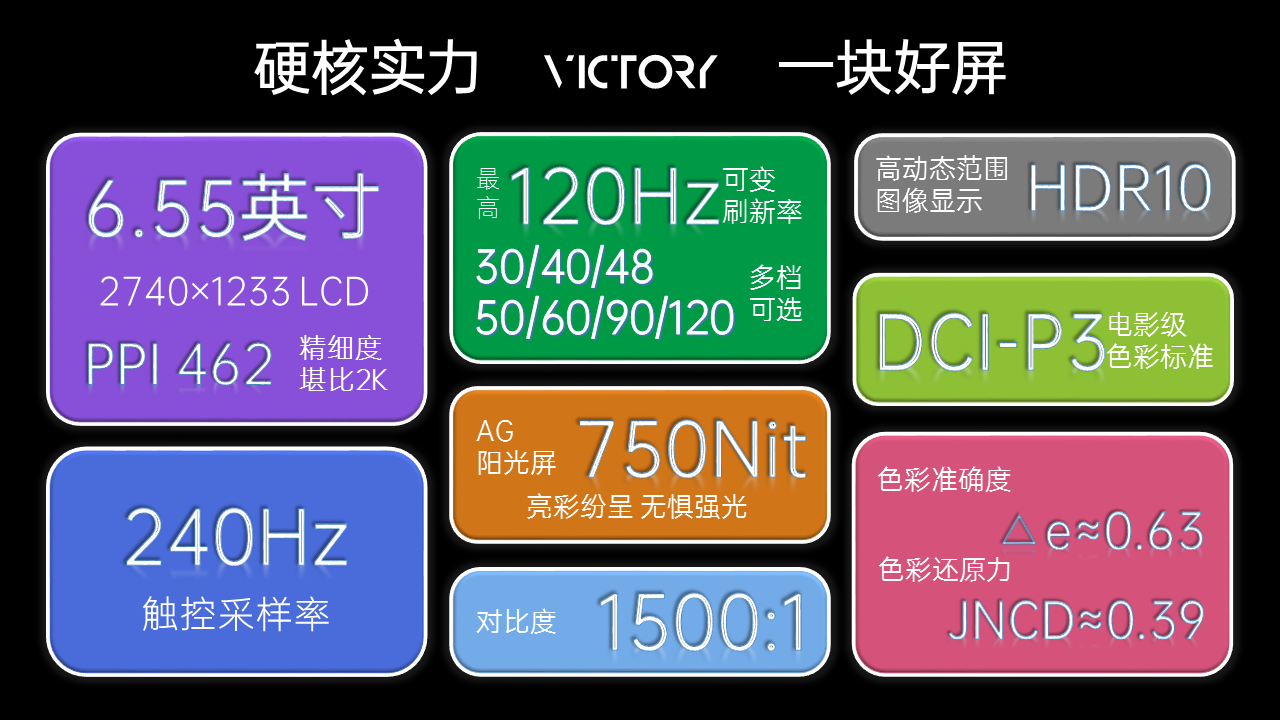 硬核实力 VICTORY 一块好屏
6.55英寸
2740×1233 LCD
PPI 462
精细度
堪比2K
240Hz
触控采样率
最高
120Hz
可变
刷新率
30/40/48
50/60/90/120
多档
可选
AG
阳光屏
750Nit
亮彩纷呈 无惧强光
对比度
1500:1
高动态范围
图像显示
HDR10
DCI-P3
电影级
色彩标准
色彩准确度
△e≈0.63
色彩还原力
JNCD≈0.39